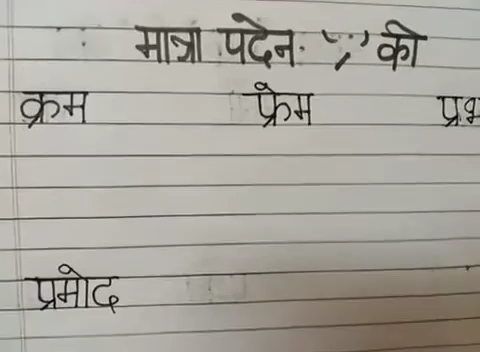 मात्रा पदेन ्र की
क्रम फ्रेम
प्रमोद